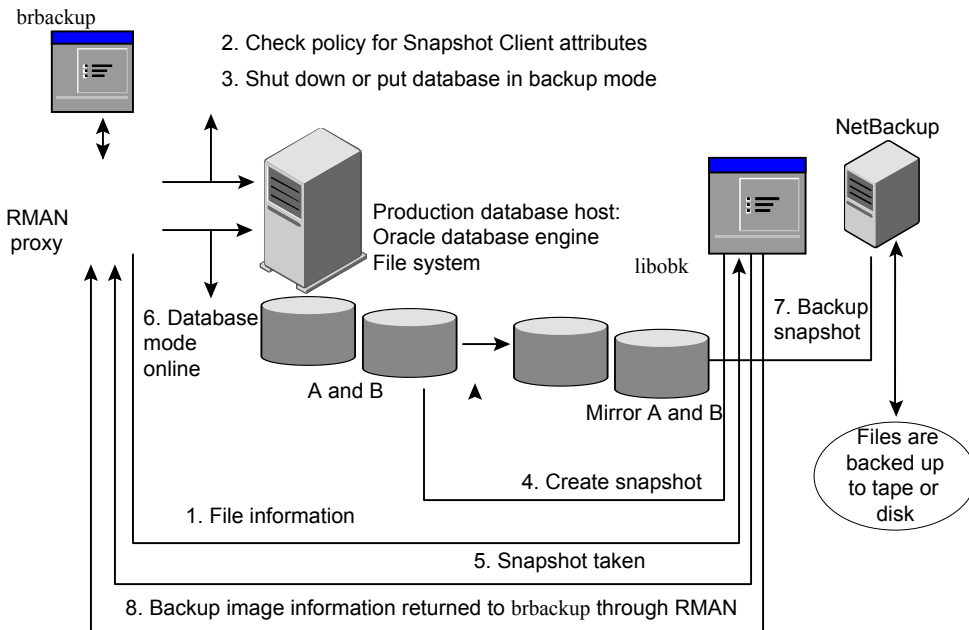 brbackup
2. Check policy for Snapshot Client attributes
3. Shut down or put database in backup mode
NetBackup
RMAN
proxy
Production database host:
Oracle database engine
File system
libobk
6. Database
mode
online
7. Backup
snapshot
A and B
Mirror A and B
Files are
backed up
to tape or
disk
4. Create snapshot
1. File information
5. Snapshot taken
8. Backup image information returned to brbackup through RMAN